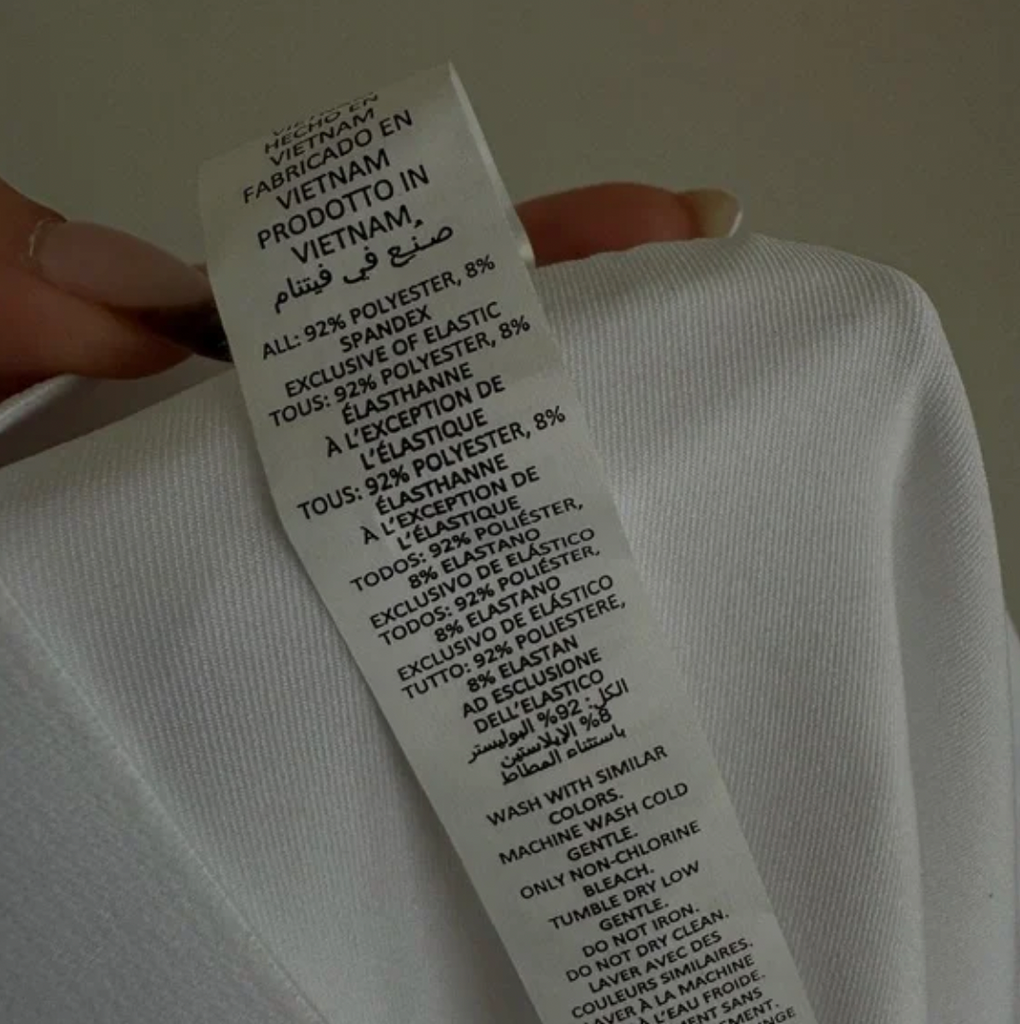 VIETNAM
HECHO EN
VIETNAM
FABRICADO EN
VIETNAM
PRODOTTO IN
VIETNAM
صُنع في فيتنام
ALL: 92% POLYESTER, 8%
SPANDEX
EXCLUSIVE OF ELASTIC
TOUS: 92% POLYESTER, 8%
ÉLASTHANNE
À L'EXCEPTION DE
L'ÉLASTIQUE
TOUS: 92% POLYESTER, 8%
ÉLASTHANNE
À L'EXCEPTION DE
L'ÉLASTIQUE
TODOS: 92% POLIÉSTER,
8% ELASTANO
EXCLUSIVO DE ELÁSTICO
TODOS: 92% POLIÉSTER,
8% ELASTANO
EXCLUSIVO DE ELÁSTICO
TUTTO: 92% POLIESTERE,
8% ELASTAN
AD ESCLUSIONE
DELL'ELASTICO
الكل: 92% البوليستر
8% الإيلاستين
باستثناء المطاط
WASH WITH SIMILAR
COLORS.
MACHINE WASH COLD
GENTLE.
ONLY NON-CHLORINE
BLEACH.
TUMBLE DRY LOW
GENTLE.
DO NOT IRON.
DO NOT DRY CLEAN.
LAVER AVEC DES
COULEURS SIMILAIRES.
LAVER À LA MACHINE
À L'EAU FROIDE.
SANS